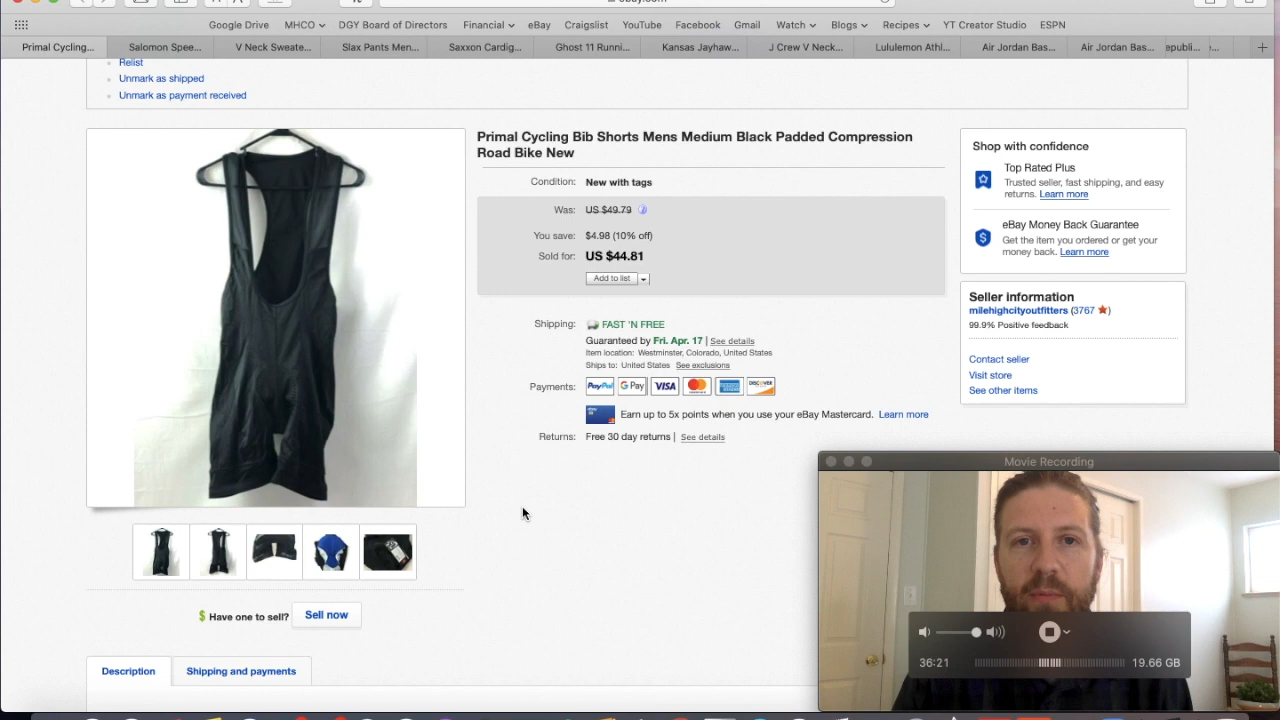 ebay.com
Google Drive MHCO DGY Board of Directors Financial eBay Craigslist YouTube Facebook Gmail Watch Blogs Recipes YT Creator Studio ESPN
Primal Cycling... Salomon Spee... V Neck Sweate... Slax Pants Men... Saxxon Cardig... Ghost 11 Runni... Kansas Jayhaw... J Crew V Neck... Lululemon Athl... Air Jordan Bas... Air Jordan Bas... epubli...
Relist
Unmark as shipped
Unmark as payment received
Primal Cycling Bib Shorts Mens Medium Black Padded Compression
Road Bike New
Condition: New with tags
Was: US $49.79
You save: $4.98 (10% off)
Sold for: US $44.81
Add to list
Shipping: FAST 'N FREE
Guaranteed by Fri. Apr. 17 | See details
Item location: Westminster, Colorado, United States
Ships to: United States See exclusions
Payments: PayPal G Pay VISA MasterCard AMERICAN EXPRESS DISCOVER
Earn up to 5x points when you use your eBay Mastercard. Learn more
Returns: Free 30 day returns | See details
Shop with confidence
Top Rated Plus
Trusted seller, fast shipping, and easy
returns. Learn more
eBay Money Back Guarantee
Get the item you ordered or get your
money back. Learn more
Seller information
milehighcityoutfitters (3767)
99.9% Positive feedback
Contact seller
Visit store
See other items
Have one to sell? Sell now
Description Shipping and payments
Movie Recording
36:21 19.66 GB